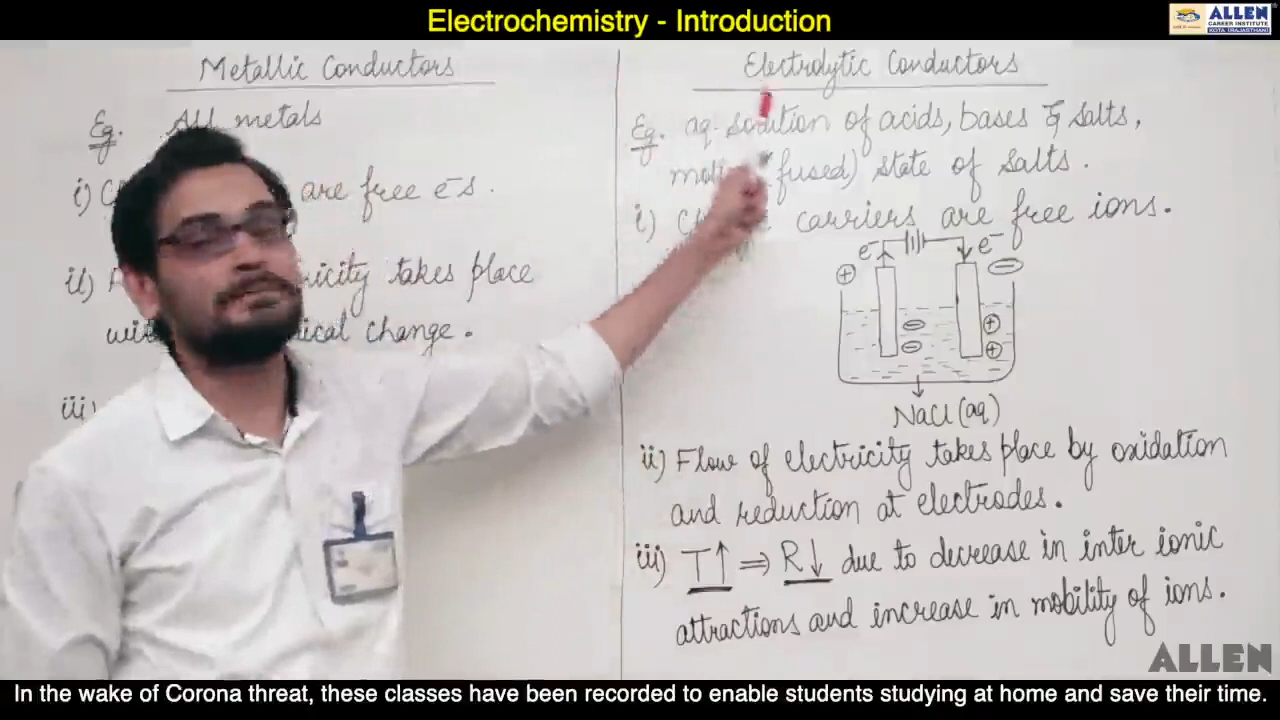 Electrochemistry - Introduction
ALLEN
CAREER INSTITUTE
KOTA (RAJASTHAN)
Metallic Conductors
Eg. All metals
i) are free e⁻s.
ii) takes place
change.
iii)
Electrolytic Conductors
Eg. aq. solution of acids, bases & salts,
(fused) state of salts.
i) carriers are free ions.
e⁻ e⁻
⊕ ⊖
⊖ ⊕
⊖ ⊕
NaCl (aq)
ii) Flow of electricity takes place by oxidation
and reduction at electrodes.
iii) T↑ ⇒ R↓ due to decrease in inter ionic
attractions and increase in mobility of ions.
ALLEN
In the wake of Corona threat, these classes have been recorded to enable students studying at home and save their time.